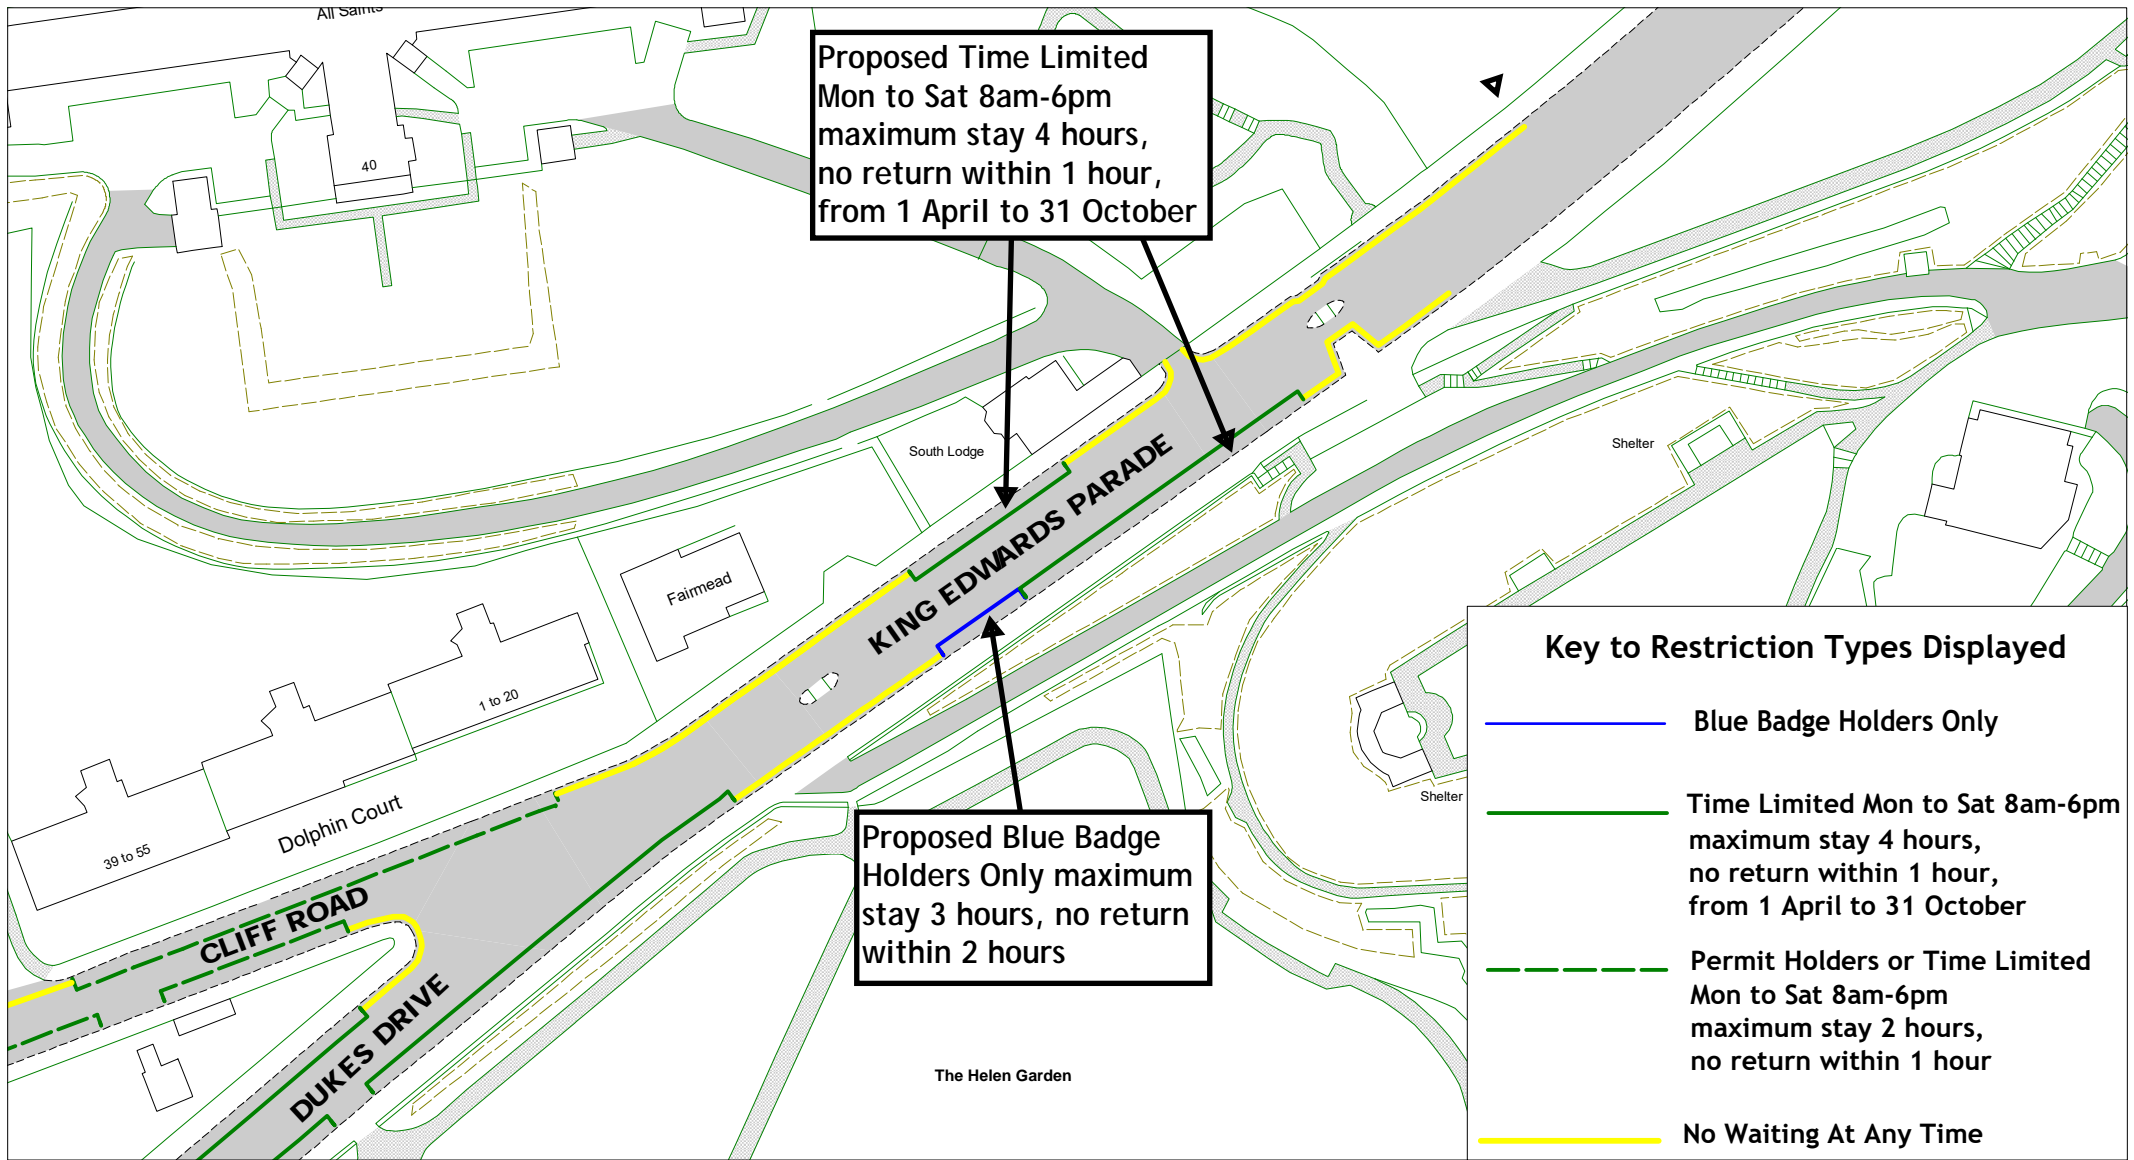 All Saints
Proposed Time Limited
Mon to Sat 8am-6pm
maximum stay 4 hours,
no return within 1 hour,
from 1 April to 31 October
40
South Lodge
Shelter
KING EDWARDS PARADE
Fairmead
1 to 20
Dolphin Court
39 to 55
Shelter
CLIFF ROAD
DUKES DRIVE
Proposed Blue Badge
Holders Only maximum
stay 3 hours, no return
within 2 hours
The Helen Garden
Key to Restriction Types Displayed
Blue Badge Holders Only
Time Limited Mon to Sat 8am-6pm
maximum stay 4 hours,
no return within 1 hour,
from 1 April to 31 October
Permit Holders or Time Limited
Mon to Sat 8am-6pm
maximum stay 2 hours,
no return within 1 hour
No Waiting At Any Time